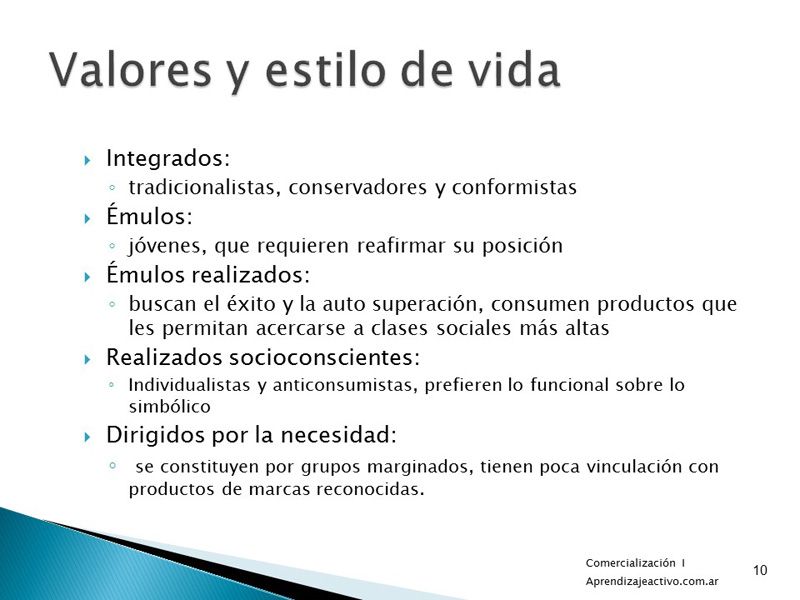 Valores y estilo de vida
Integrados:
tradicionalistas, conservadores y conformistas
Émulos:
jóvenes, que requieren reafirmar su posición
Émulos realizados:
buscan el éxito y la auto superación, consumen productos que
les permitan acercarse a clases sociales más altas
Realizados socioconscientes:
Individualistas y anticonsumistas, prefieren lo funcional sobre lo
simbólico
Dirigidos por la necesidad:
se constituyen por grupos marginados, tienen poca vinculación con
productos de marcas reconocidas.
Comercialización I
Aprendizajeactivo.com.ar
10